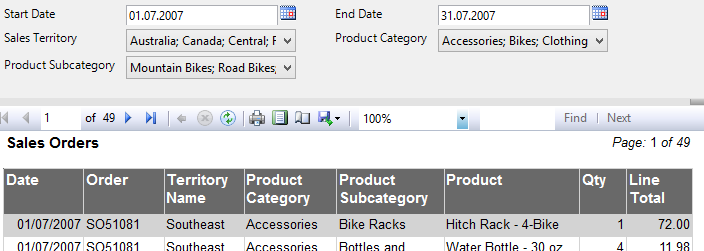 Start Date 01.07.2007 End Date 31.07.2007
Sales Territory Australia; Canada; Central; F Product Category Accessories; Bikes; Clothing
Product Subcategory Mountain Bikes; Road Bikes;
1 of 49 100% Find | Next
Sales Orders Page: 1 of 49
Date Order Territory Name Product Category Product Subcategory Product Qty Line Total
01/07/2007 SO51081 Southeast Accessories Bike Racks Hitch Rack - 4-Bike 1 72.00
01/07/2007 SO51081 Southeast Accessories Bottles and Water Bottle - 30 oz 4 11.98